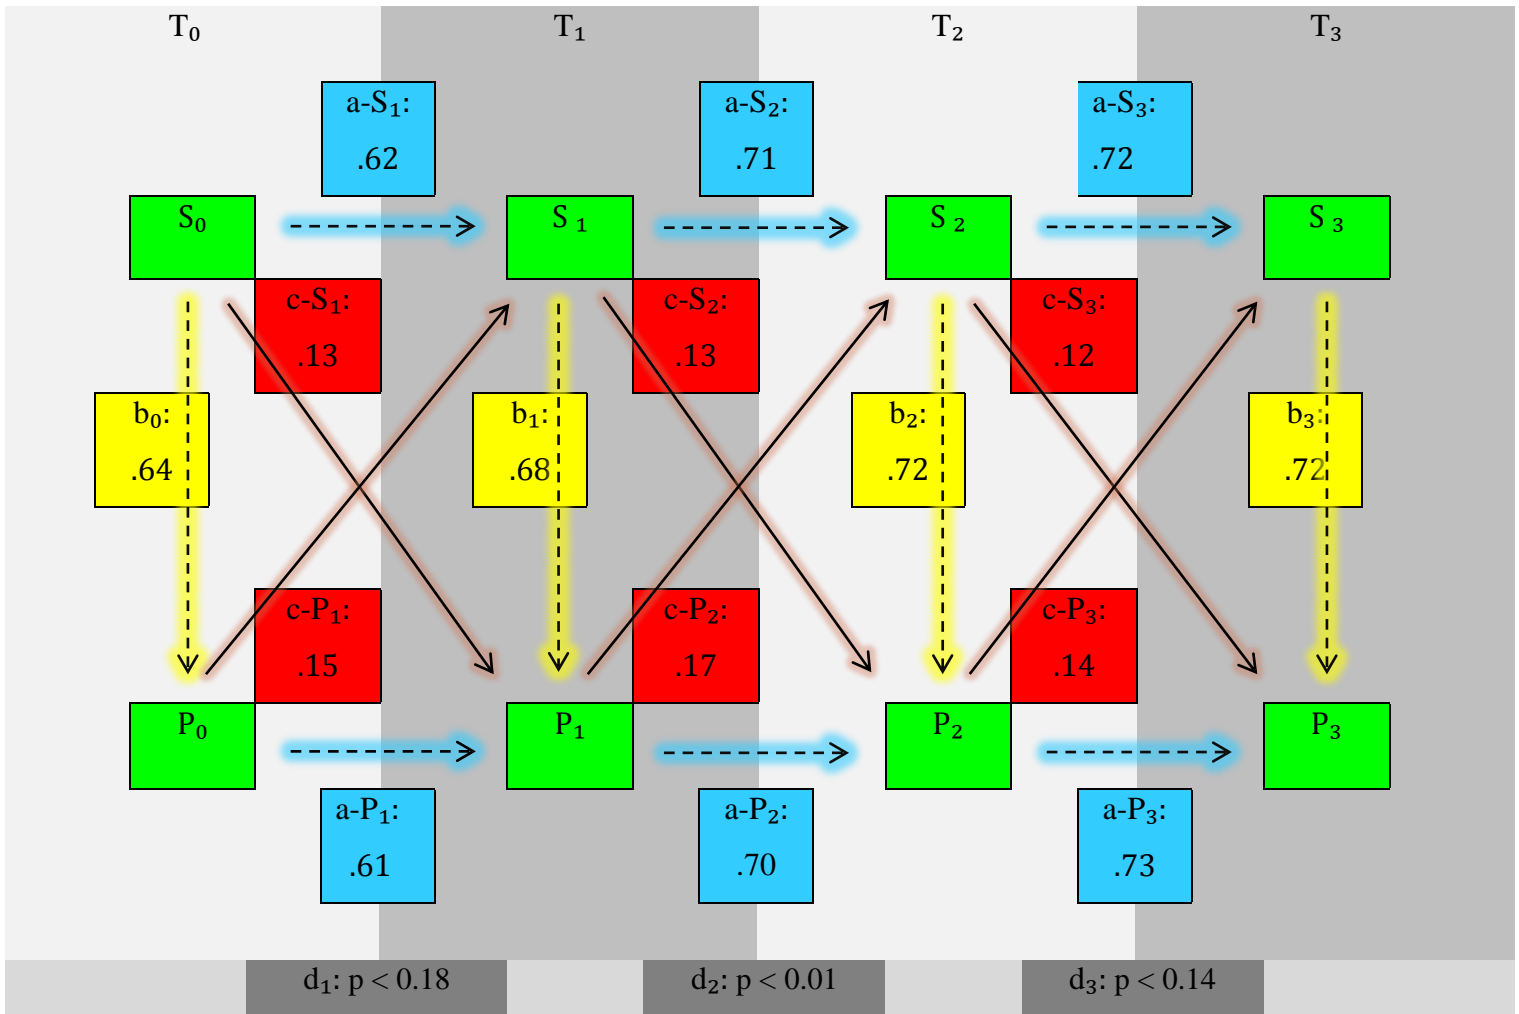 T₀ T₁ T₂ T₃
a-S₁: a-S₂: a-S₃:
.62 .71 .72
S₀ S ₁ S ₂ S ₃
c-S₁: c-S₂: c-S₃:
.13 .13 .12
b₀: b₁: b₂: b₃:
.64 .68 .72 .72
c-P₁: c-P₂: c-P₃:
.15 .17 .14
P₀ P₁ P₂ P₃
a-P₁: a-P₂: a-P₃:
.61 .70 .73
d₁: p < 0.18 d₂: p < 0.01 d₃: p < 0.14